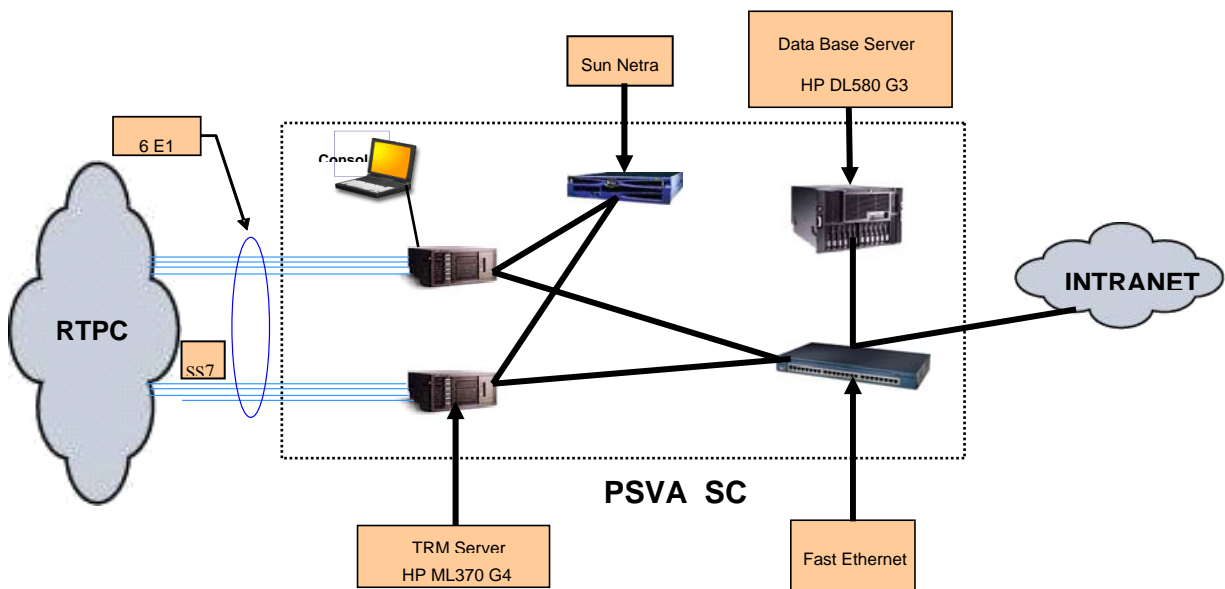 Data Base Server
HP DL580 G3
Sun Netra
6 E1
Consol
RTPC
INTRANET
SS7
PSVA SC
TRM Server
HP ML370 G4
Fast Ethernet